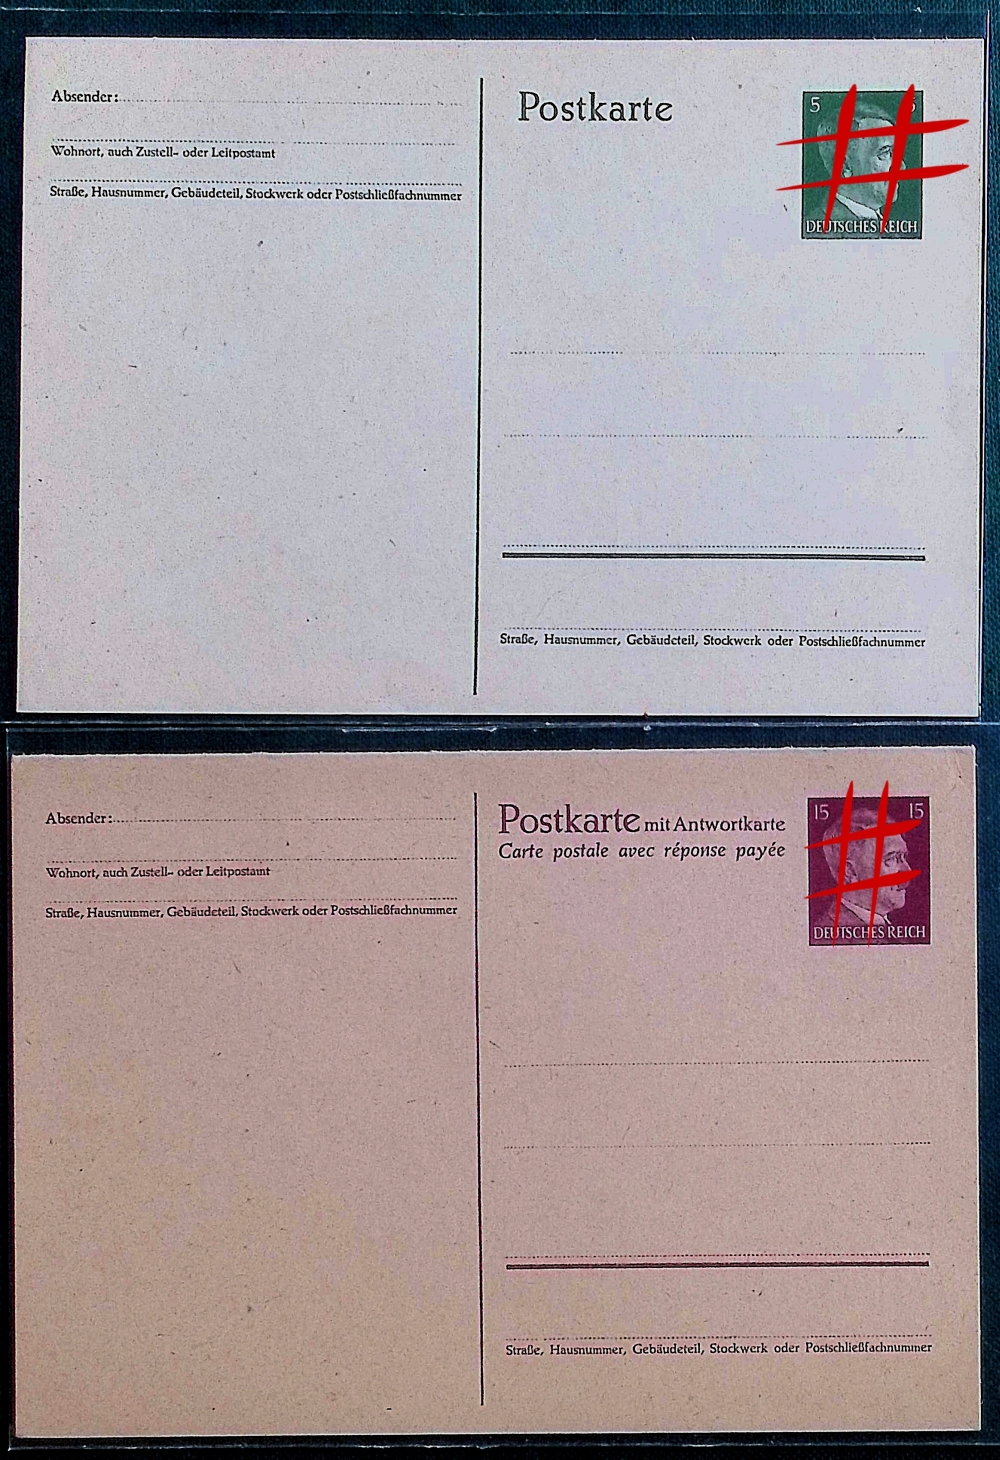 Absender:
Wohnort, auch Zustell- oder Leitpostamt
Straße, Hausnummer, Gebäudeteil, Stockwerk oder Postschließfachnummer
Postkarte
5 5
DEUTSCHES REICH
Straße, Hausnummer, Gebäudeteil, Stockwerk oder Postschließfachnummer
Absender:
Wohnort, auch Zustell- oder Leitpostamt
Straße, Hausnummer, Gebäudeteil, Stockwerk oder Postschließfachnummer
Postkarte mit Antwortkarte
Carte postale avec réponse payée
15 15
DEUTSCHES REICH
Straße, Hausnummer, Gebäudeteil, Stockwerk oder Postschließfachnummer